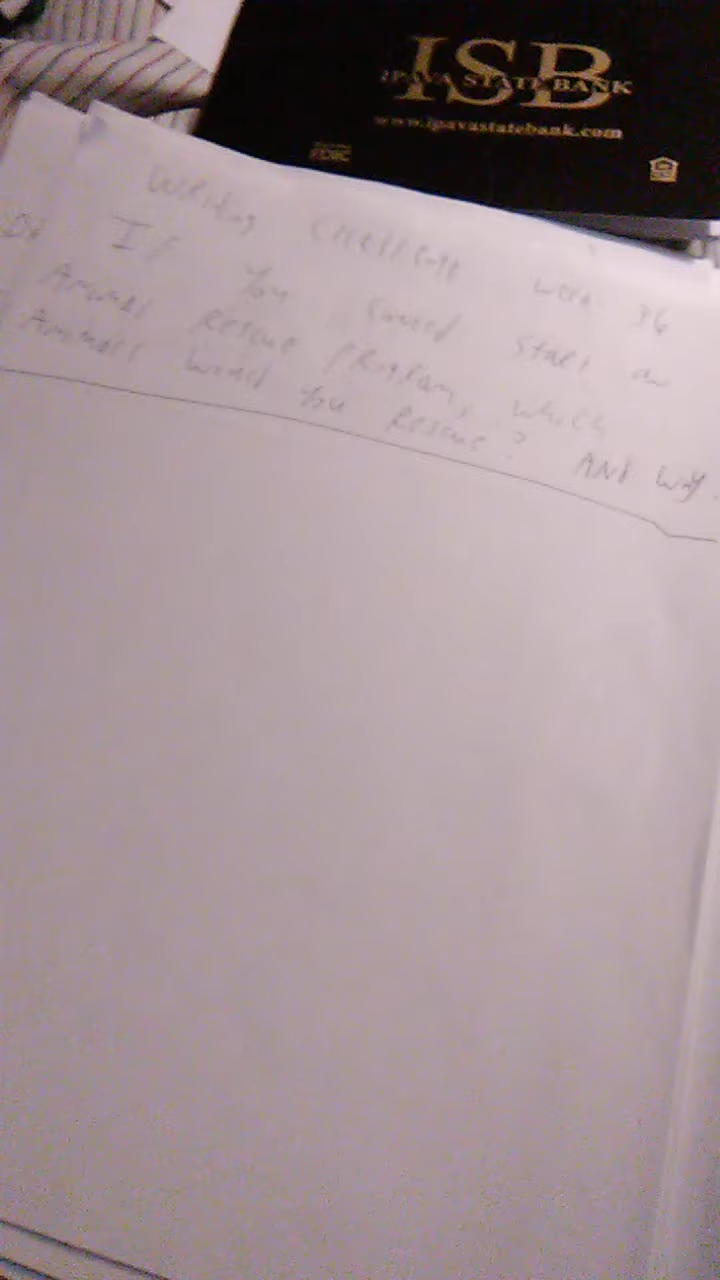 ISB
IPAVA STATE BANK
www.ipavastatebank.com
FDIC
Writing Challenge Week 36
If You Could Start an
Animal Rescue Program, which
Animals Would You Rescue? And Why.